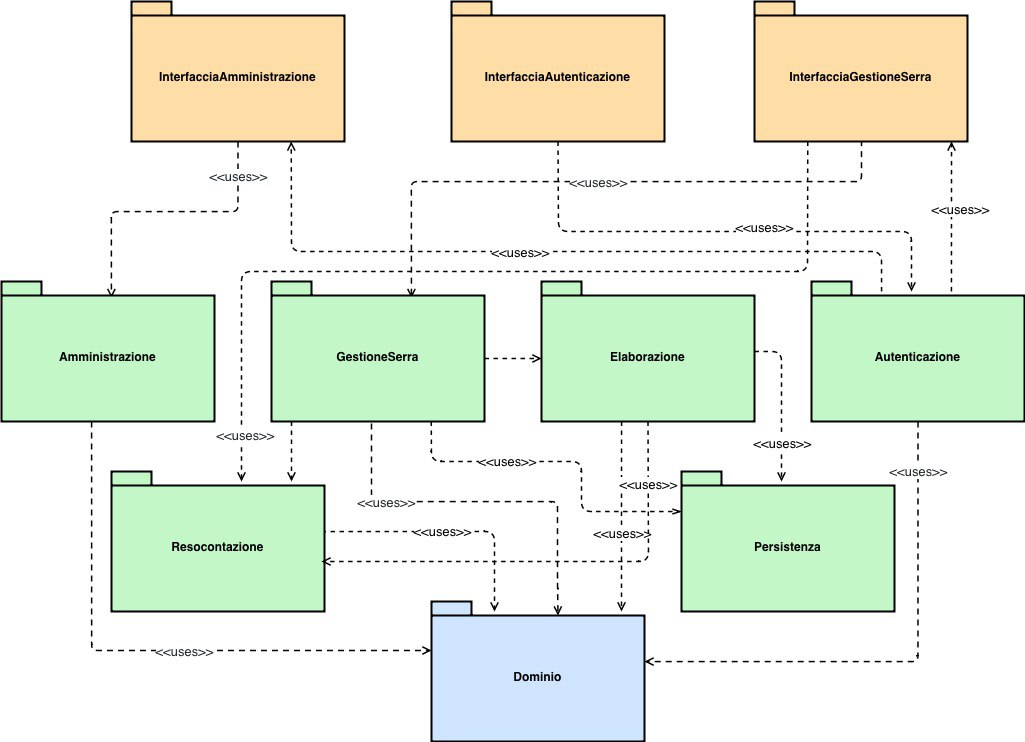 InterfacciaAmministrazione
InterfacciaAutenticazione
InterfacciaGestioneSerra
<<uses>>
<<uses>>
<<uses>>
<<uses>>
<<uses>>
Amministrazione
GestioneSerra
Elaborazione
Autenticazione
<<uses>>
<<uses>>
<<uses>>
<<uses>>
<<uses>>
<<uses>>
<<uses>>
<<uses>>
Resocontazione
Persistenza
<<uses>>
Dominio